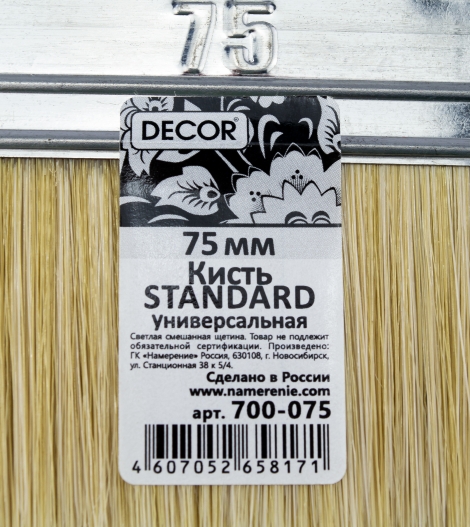 75
DECOR
75 мм
Кисть
STANDARD
универсальная
Светлая смешанная щетина. Товар не подлежит
обязательной сертификации. Произведено:
ГК «Намерение» Россия, 630108, г. Новосибирск,
ул. Станционная 38 к 5/4.
Сделано в России
www.namerenie.com
арт. 700-075
4 607052 658171